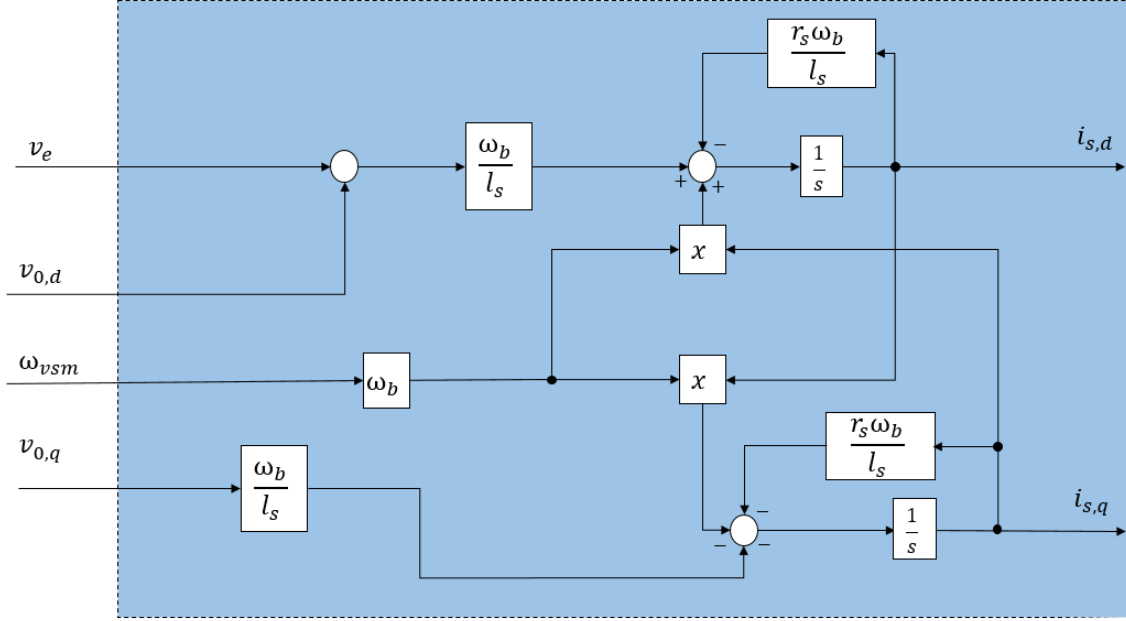 r_s ω_b
l_s
−
v_e
ω_b
l_s
+
+
1
s
i_{s,d}
v_{0,d}
x
ω_{vsm}
ω_b
x
v_{0,q}
r_s ω_b
l_s
ω_b
l_s
−
−
−
1
s
i_{s,q}